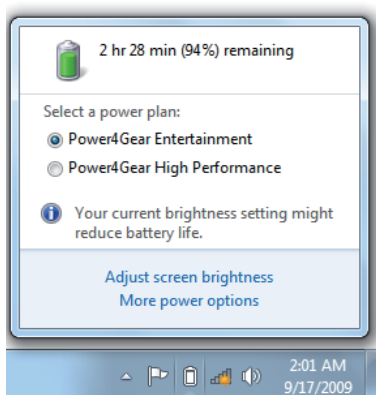 2 hr 28 min (94%) remaining
Select a power plan:
Power4Gear Entertainment
Power4Gear High Performance
Your current brightness setting might
reduce battery life.
Adjust screen brightness
More power options
2:01 AM
9/17/2009